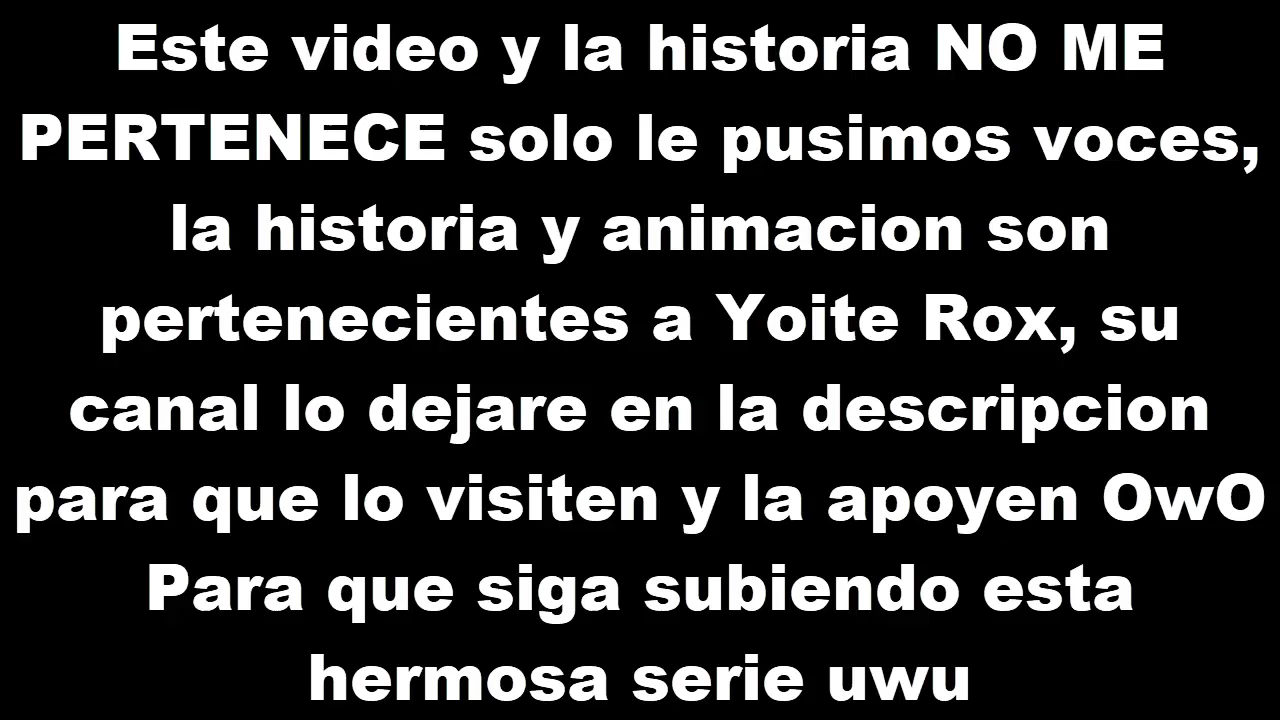 Este video y la historia NO ME
PERTENECE solo le pusimos voces,
la historia y animacion son
pertenecientes a Yoite Rox, su
canal lo dejare en la descripcion
para que lo visiten y la apoyen OwO
Para que siga subiendo esta
hermosa serie uwu